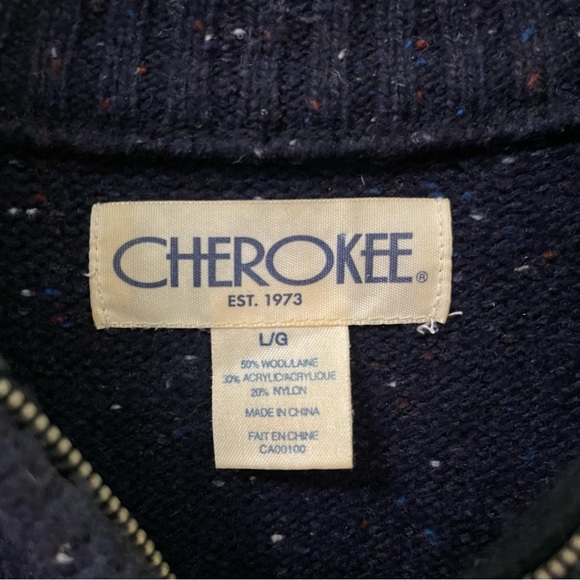 CHEROKEE®
EST. 1973
L/G
50% WOOL/LAINE
30% ACRYLIC/ACRYLIQUE
20% NYLON
MADE IN CHINA
FAIT EN CHINE
CA00100